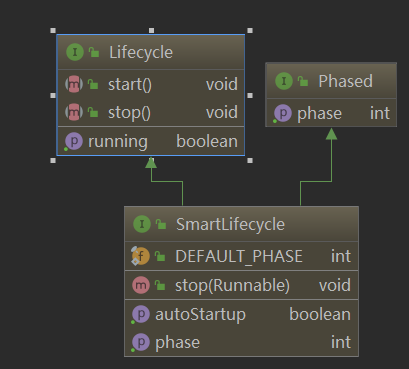 Lifecycle
start() void
stop() void
running boolean
Phased
phase int
SmartLifecycle
DEFAULT_PHASE int
stop(Runnable) void
autoStartup boolean
phase int